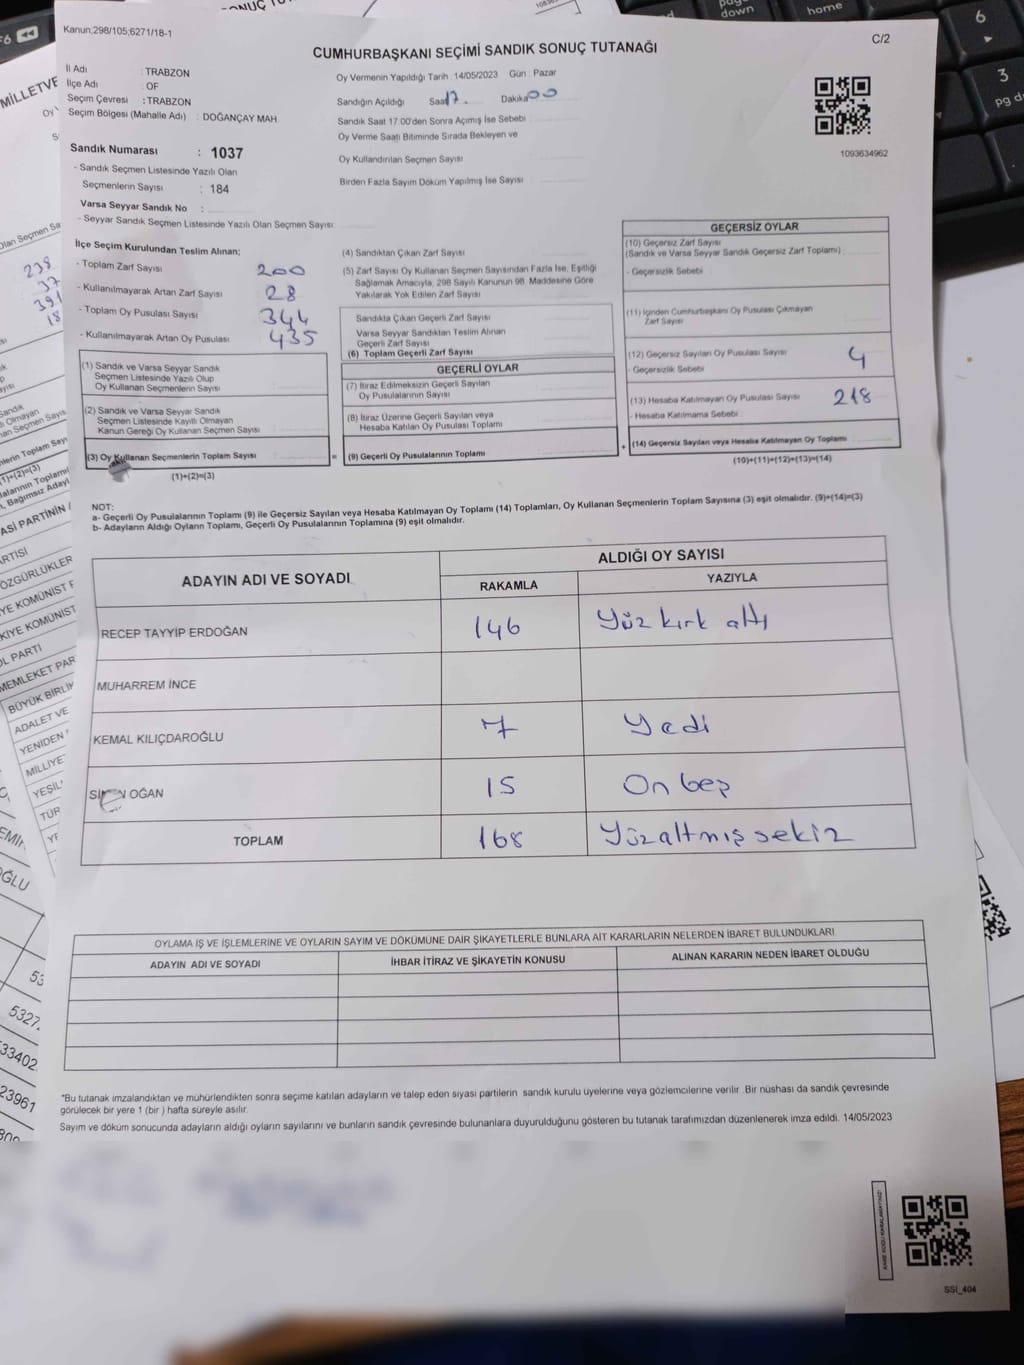 Kanun;298/105;6271/18-1
C/2
CUMHURBAŞKANI SEÇİMİ SANDIK SONUÇ TUTANAĞI
İl Adı : TRABZON
İlçe Adı : OF
Seçim Çevresi : TRABZON
Seçim Bölgesi (Mahalle Adı) : DOĞANÇAY MAH.
Oy Vermenin Yapıldığı Tarih : 14/05/2023 Gün : Pazar
Sandığın Açıldığı Saat 17 Dakika 00
Sandık Saat 17:00'den Sonra Açımış İse Sebebi
Oy Verme Saati Bitiminde Sırada Bekleyen ve
Oy Kullandırılan Seçmen Sayısı
Birden Fazla Sayım Döküm Yapılmış İse Sayısı
1093634962
Sandık Numarası : 1037
- Sandık Seçmen Listesinde Yazılı Olan
Seçmenlerin Sayısı : 184
Varsa Seyyar Sandık No :
- Seyyar Sandık Seçmen Listesinde Yazılı Olan Seçmen Sayısı:
İlçe Seçim Kurulundan Teslim Alınan;
- Toplam Zarf Sayısı 200
- Kullanılmayarak Artan Zarf Sayısı 28
- Toplam Oy Pusulası Sayısı 344
- Kullanılmayarak Artan Oy Pusulası 435
(1) Sandık ve Varsa Seyyar Sandık
Seçmen Listesinde Yazılı Olup
Oy Kullanan Seçmenlerin Sayısı
(2) Sandık ve Varsa Seyyar Sandık
Seçmen Listesinde Kayıtlı Olmayan
Kanun Gereği Oy Kullanan Seçmen Sayısı
(3) Oy Kullanan Seçmenlerin Toplam Sayısı
(1)+(2)=(3)
(4) Sandıktan Çıkan Zarf Sayısı
(5) Zarf Sayısı Oy Kullanan Seçmen Sayısından Fazla İse, Eşitliği
Sağlamak Amacıyla, 298 Sayılı Kanunun 98. Maddesine Göre
Yakılarak Yok Edilen Zarf Sayısı
Sandıkta Çıkan Geçerli Zarf Sayısı
Varsa Seyyar Sandıktan Teslim Alınan
Geçerli Zarf Sayısı
(6) Toplam Geçerli Zarf Sayısı
GEÇERLİ OYLAR
(7) İtiraz Edilmeksizin Geçerli Sayılan
Oy Pusulasının Sayısı
(8) İtiraz Üzerine Geçerli Sayılan veya
Hesaba Katılan Oy Pusulası Toplamı
= (9) Geçerli Oy Pusulalarının Toplamı
GEÇERSİZ OYLAR
(10) Geçersiz Zarf Sayısı
(Sandık ve Varsa Seyyar Sandık Geçersiz Zarf Toplamı)
- Geçersizlik Sebebi
(11) İçinden Cumhurbaşkanı Oy Pusulası Çıkmayan
Zarf Sayısı
(12) Geçersiz Sayılan Oy Pusulası Sayısı 4
- Geçersizlik Sebebi
(13) Hesaba Katılmayan Oy Pusulası Sayısı 218
- Hesaba Katılmama Sebebi
+ (14) Geçersiz Sayılan veya Hesaba Katılmayan Oy Toplamı
(10)+(11)+(12)+(13)=(14)
NOT:
a- Geçerli Oy Pusulalarının Toplamı (9) ile Geçersiz Sayılan veya Hesaba Katılmayan Oy Toplamı (14) Toplamları, Oy Kullanan Seçmenlerin Toplam Sayısına (3) eşit olmalıdır. (9)+(14)=(3)
b- Adayların Aldığı Oyların Toplamı, Geçerli Oy Pusulalarının Toplamına (9) eşit olmalıdır.
ADAYIN ADI VE SOYADI
ALDIĞI OY SAYISI
RAKAMLA YAZIYLA
RECEP TAYYİP ERDOĞAN 146 Yüz kırk altı
MUHARREM İNCE
KEMAL KILIÇDAROĞLU 7 Yedi
SİNAN OĞAN 15 On beş
TOPLAM 168 Yüzaltmış sekiz
OYLAMA İŞ VE İŞLEMLERİNE VE OYLARIN SAYIM VE DÖKÜMÜNE DAİR ŞİKAYETLERLE BUNLARA AİT KARARLARIN NELERDEN İBARET BULUNDUKLARI
ADAYIN ADI VE SOYADI
İHBAR İTİRAZ VE ŞİKAYETİN KONUSU
ALINAN KARARIN NEDEN İBARET OLDUĞU
*Bu tutanak imzalandıktan ve mühürlendikten sonra seçime katılan adayların ve talep eden siyasi partilerin sandık kurulu üyelerine veya gözlemcilerine verilir. Bir nüshası da sandık çevresinde
görülecek bir yere 1 (bir) hafta süreyle asılır.
Sayım ve döküm sonucunda adayların aldığı oyların sayılarını ve bunların sandık çevresinde bulunanlara duyurulduğunu gösteren bu tutanak tarafımızdan düzenlenerek imza edildi. 14/05/2023
SSİ_404